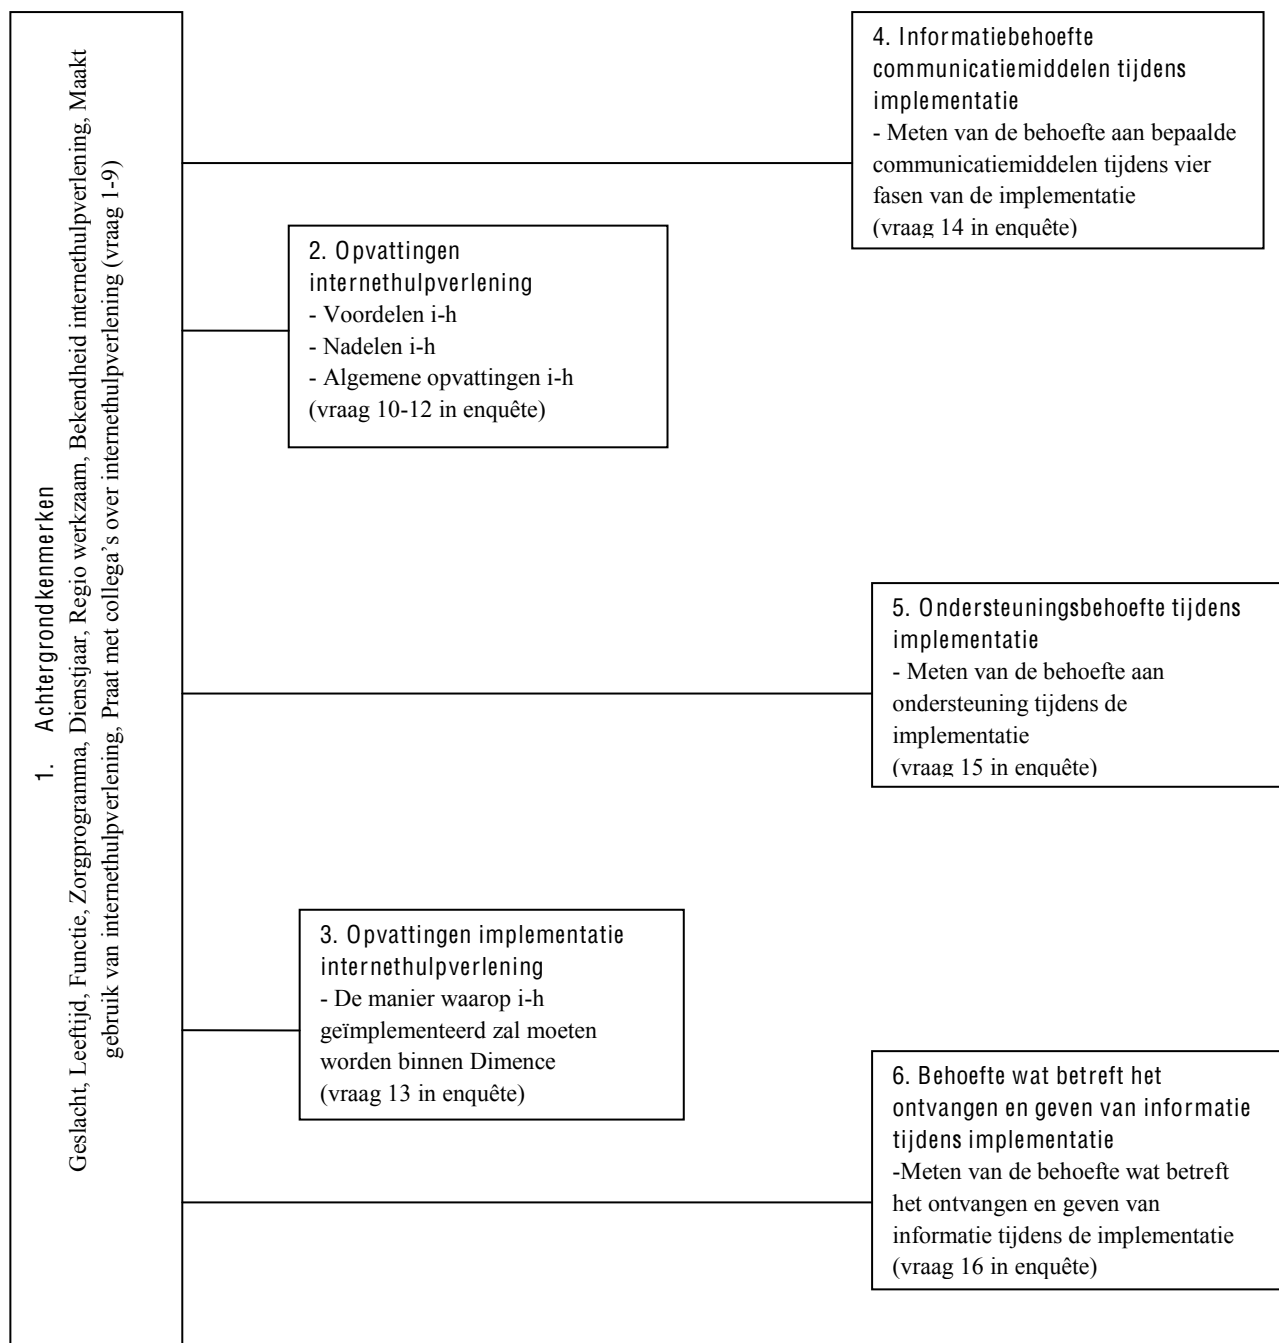 1. Achtergrondkenmerken
Geslacht, Leeftijd, Functie, Zorgprogramma, Dienstjaar, Regio werkzaam, Bekendheid internethulpverlening, Maakt
gebruik van internethulpverlening, Praat met collega's over internethulpverlening (vraag 1-9)
2. Opvattingen
internethulpverlening
- Voordelen i-h
- Nadelen i-h
- Algemene opvattingen i-h
(vraag 10-12 in enquête)
3. Opvattingen implementatie
internethulpverlening
- De manier waarop i-h
geïmplementeerd zal moeten
worden binnen Dimence
(vraag 13 in enquête)
4. Informatiebehoefte
communicatiemiddelen tijdens
implementatie
- Meten van de behoefte aan bepaalde
communicatiemiddelen tijdens vier
fasen van de implementatie
(vraag 14 in enquête)
5. Ondersteuningsbehoefte tijdens
implementatie
- Meten van de behoefte aan
ondersteuning tijdens de
implementatie
(vraag 15 in enquête)
6. Behoefte wat betreft het
ontvangen en geven van informatie
tijdens implementatie
-Meten van de behoefte wat betreft
het ontvangen en geven van
informatie tijdens de implementatie
(vraag 16 in enquête)